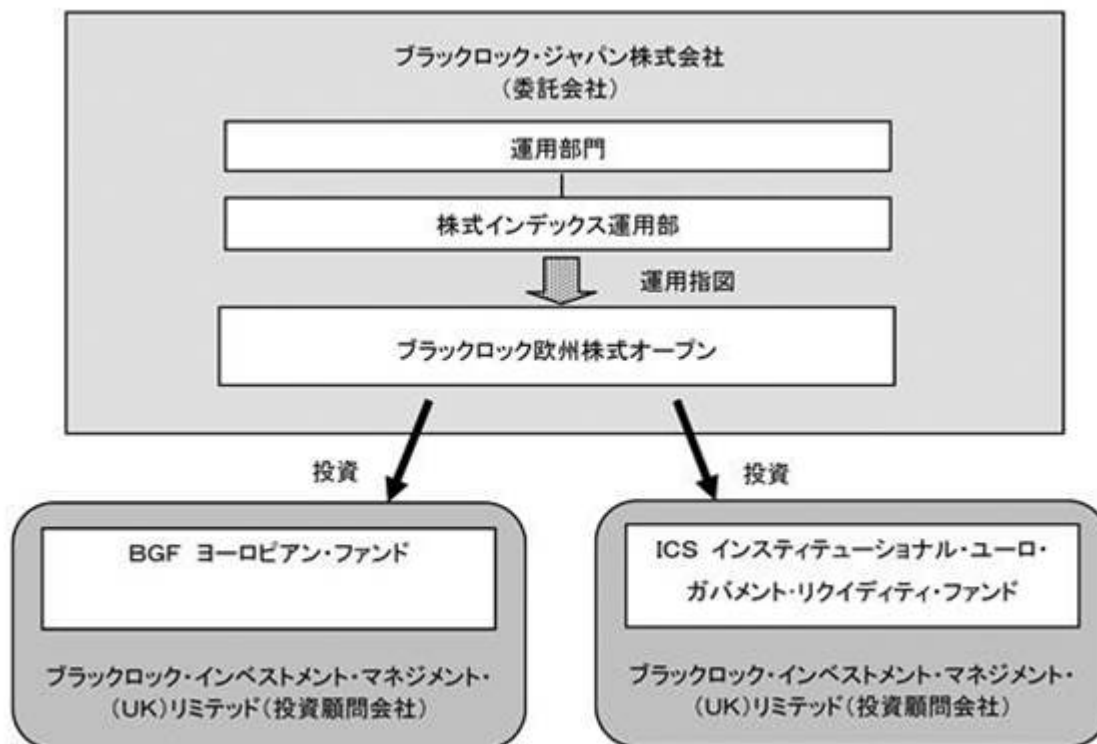 ブラックロック・ジャパン株式会社
（委託会社）
運用部門
株式インデックス運用部
運用指図
ブラックロック欧州株式オープン
投資
投資
BGF ヨーロピアン・ファンド
ブラックロック・インベストメント・マネジメント・
（UK）リミテッド（投資顧問会社）
ICS インスティテューショナル・ユーロ・
ガバメント・リクイディティ・ファンド
ブラックロック・インベストメント・マネジメント・
（UK）リミテッド（投資顧問会社）